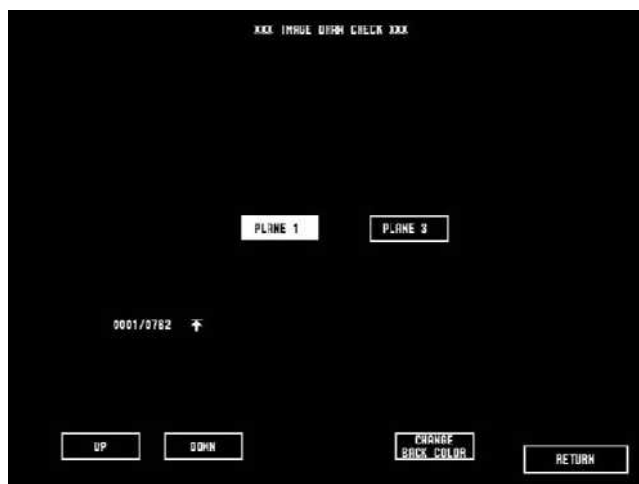 XXX IMAGE DRAW CHECK XXX
PLANE 1
PLANE 3
0001/0782
UP
DOWN
CHANGE
BACK COLOR
RETURN